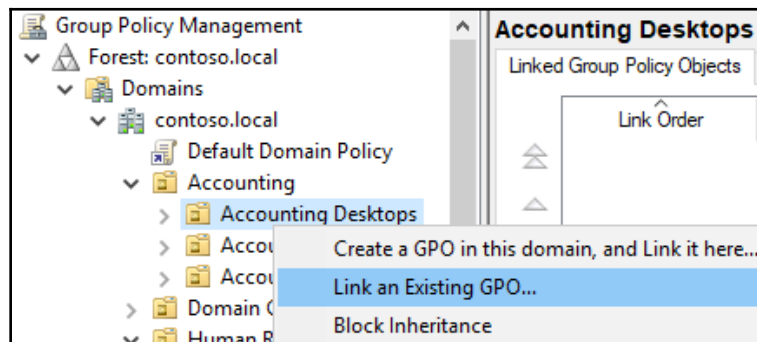 Group Policy Management
Forest: contoso.local
Domains
contoso.local
Default Domain Policy
Accounting
Accounting Desktops
Domain
Human
Accounting Desktops
Linked Group Policy Objects
Link Order
Create a GPO in this domain, and Link it here...
Link an Existing GPO...
Block Inheritance